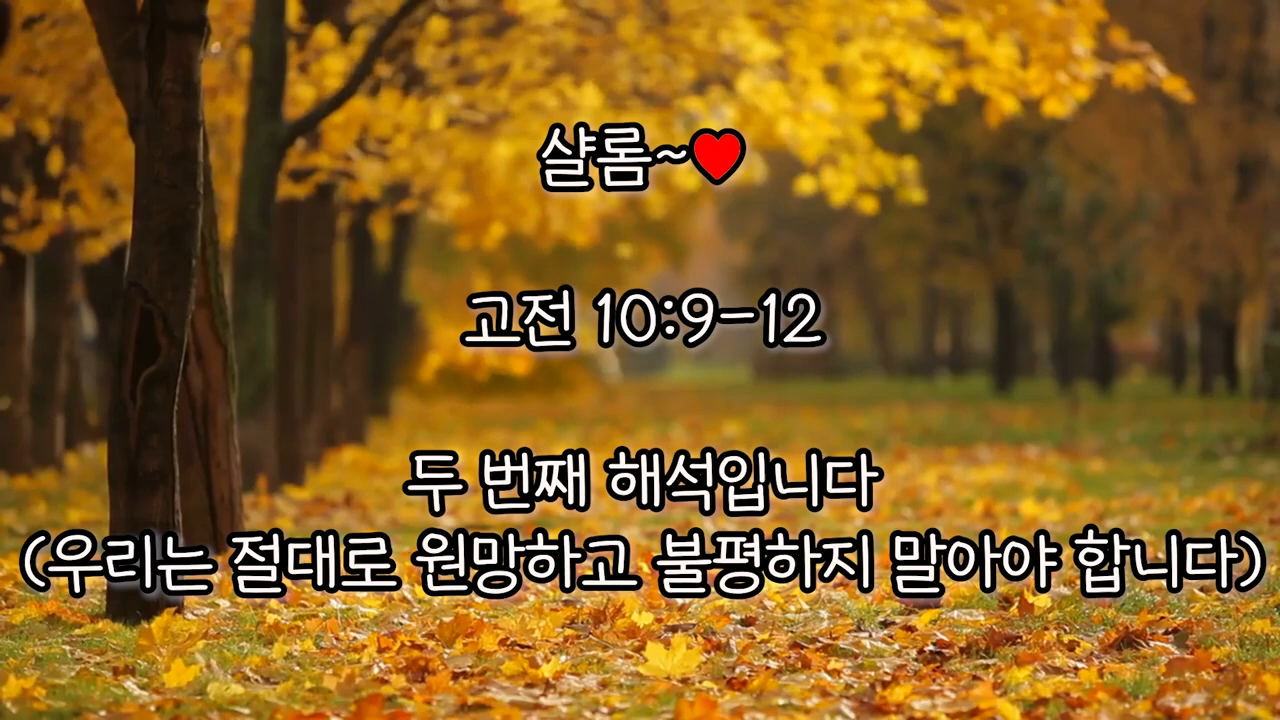 샬롬~❤
고전 10:9-12
두 번째 해석입니다
(우리는 절대로 원망하고 불평하지 말아야 합니다)